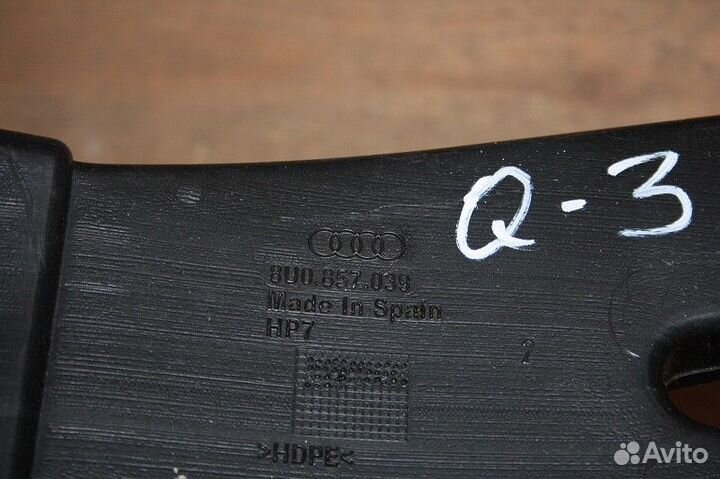 Q-3
8U0.857.039
Made In Spain
HP7
2
>HDPE<
Avito